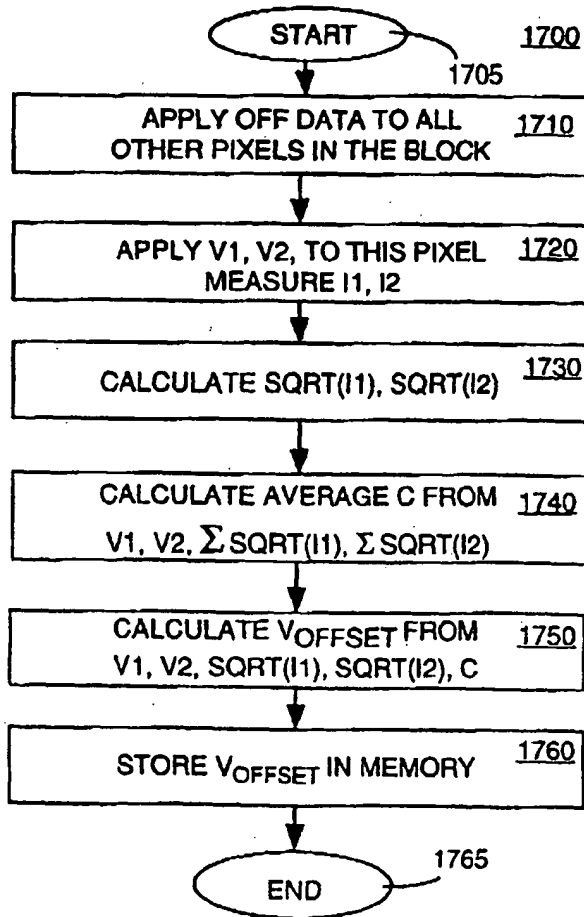 START
1700
1705
APPLY OFF DATA TO ALL
OTHER PIXELS IN THE BLOCK
1710
APPLY V1, V2, TO THIS PIXEL
MEASURE I1, I2
1720
CALCULATE SQRT(I1), SQRT(I2)
1730
CALCULATE AVERAGE C FROM
V1, V2, Σ SQRT(I1), Σ SQRT(I2)
1740
CALCULATE VOFFSET FROM
V1, V2, SQRT(I1), SQRT(I2), C
1750
STORE VOFFSET IN MEMORY
1760
1765
END